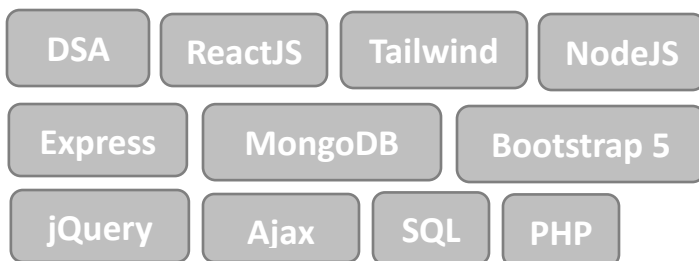 DSA ReactJS Tailwind NodeJS
Express MongoDB Bootstrap 5
jQuery Ajax SQL PHP